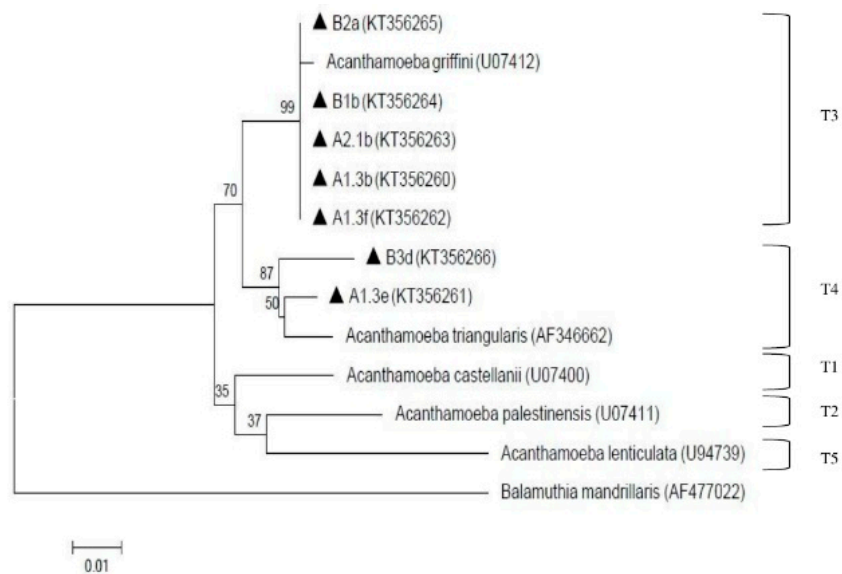 ▲ B2a (KT356265)
Acanthamoeba griffini (U07412)
99
▲ B1b (KT356264)
T3
▲ A2.1b (KT356263)
▲ A1.3b (KT356260)
70
▲ A1.3f (KT356262)
▲ B3d (KT356266)
87
▲ A1.3e (KT356261)
50
T4
Acanthamoeba triangularis (AF346662)
T1
Acanthamoeba castellanii (U07400)
35
Acanthamoeba palestinensis (U07411)
T2
37
Acanthamoeba lenticulata (U94739)
T5
Balamuthia mandrillaris (AF477022)
0.01